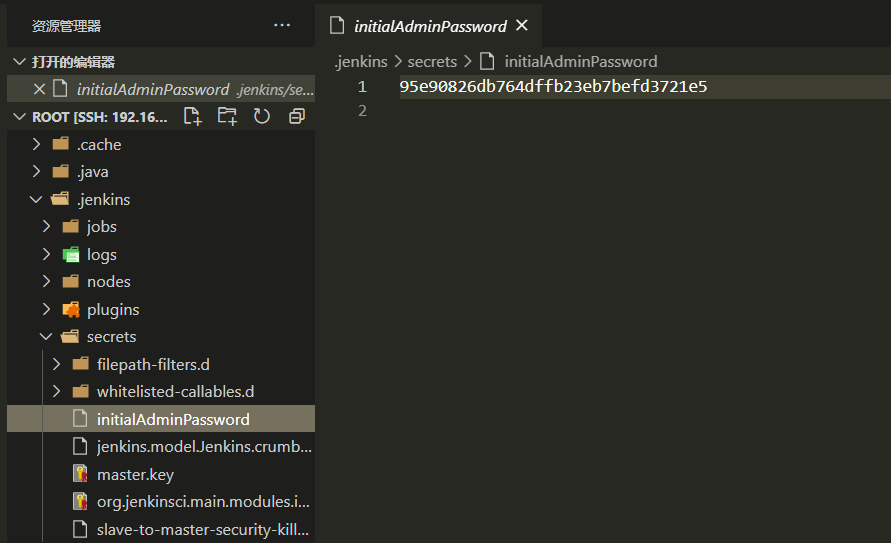 资源管理器 ···
打开的编辑器
initialAdminPassword .jenkins/se...
ROOT [SSH: 192.16...
.cache
.java
.jenkins
jobs
logs
nodes
plugins
secrets
filepath-filters.d
whitelisted-callables.d
initialAdminPassword
jenkins.model.Jenkins.crumb...
master.key
org.jenkinsci.main.modules.i...
slave-to-master-security-kill...
initialAdminPassword
.jenkins > secrets > initialAdminPassword
1 95e90826db764dffb23eb7befd3721e5
2